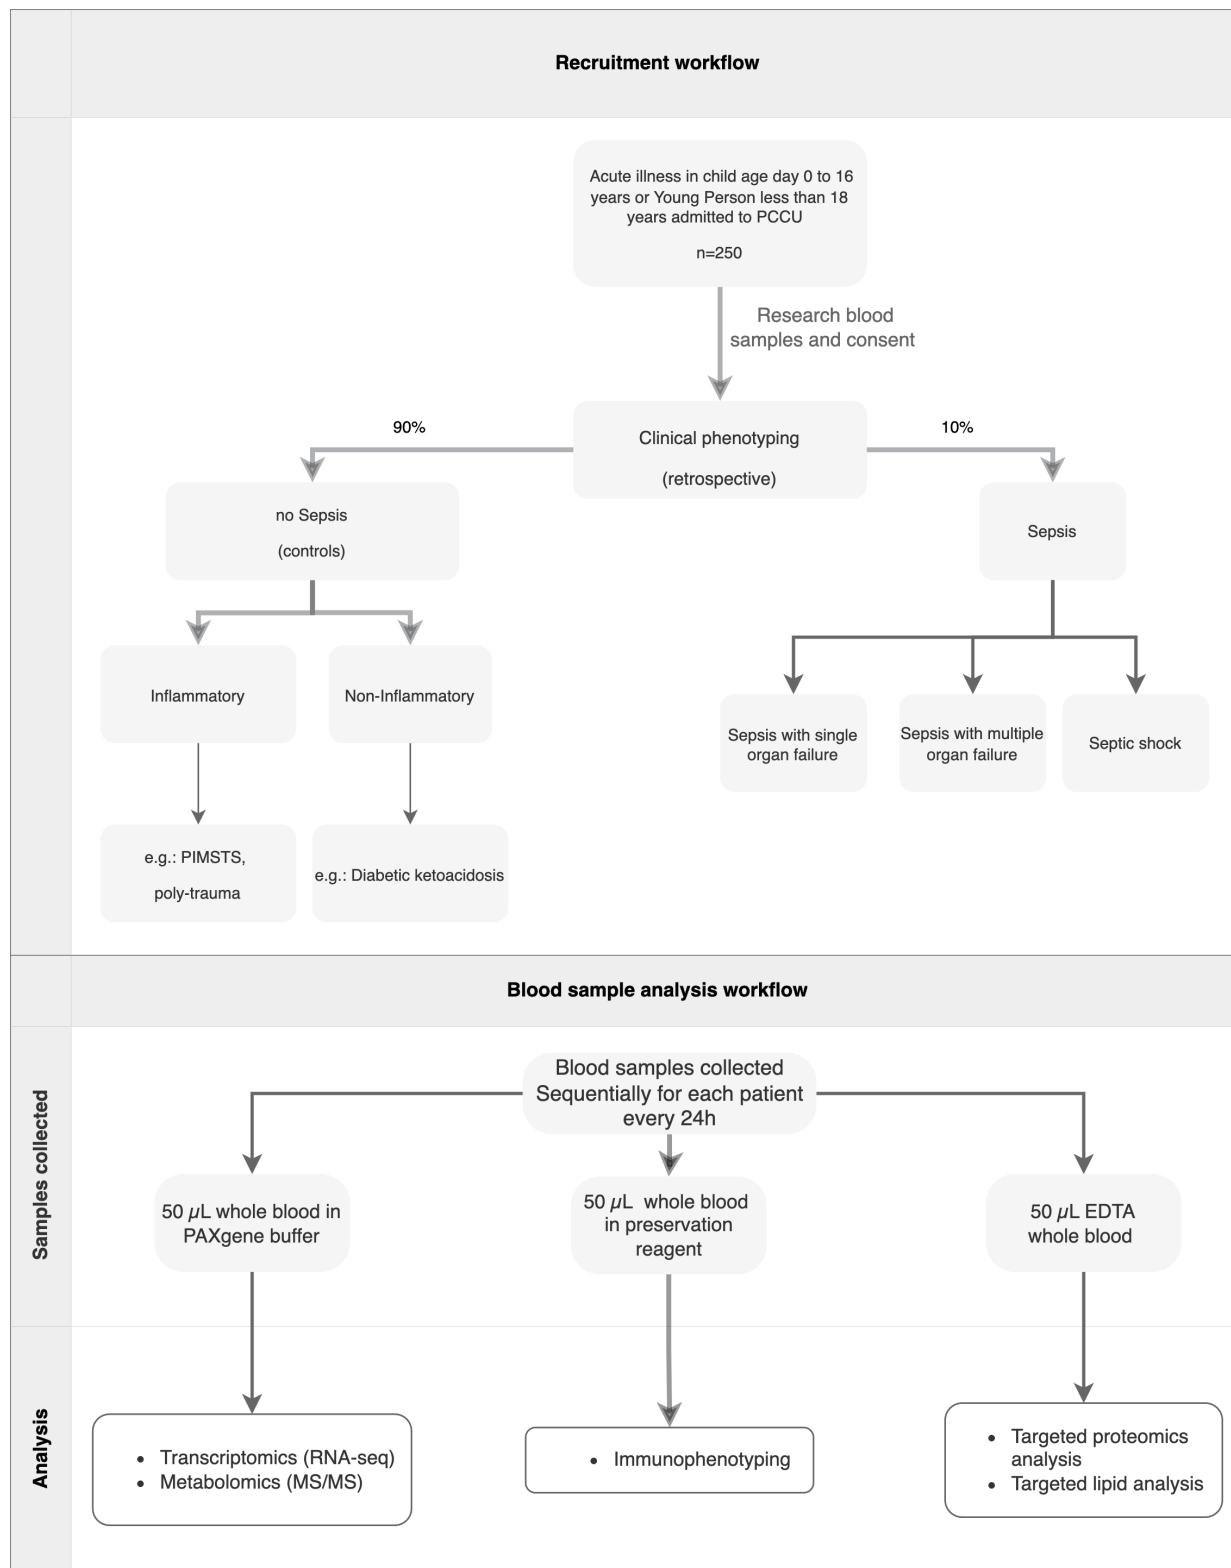 Recruitment workflow
Acute illness in child age day 0 to 16
years or Young Person less than 18
years admitted to PCCU
n=250
Research blood
samples and consent
90%
Clinical phenotyping
(retrospective)
10%
no Sepsis
(controls)
Sepsis
Inflammatory
Non-Inflammatory
Sepsis with single
organ failure
Sepsis with multiple
organ failure
Septic shock
e.g.: PIMSTS,
poly-trauma
e.g.: Diabetic ketoacidosis
Blood sample analysis workflow
Samples collected
Blood samples collected
Sequentially for each patient
every 24h
50 µL whole blood in
PAXgene buffer
50 µL  whole blood
in preservation
reagent
50 µL EDTA
whole blood
Analysis
• Transcriptomics (RNA-seq)
• Metabolomics (MS/MS)
• Immunophenotyping
• Targeted proteomics
analysis
• Targeted lipid analysis